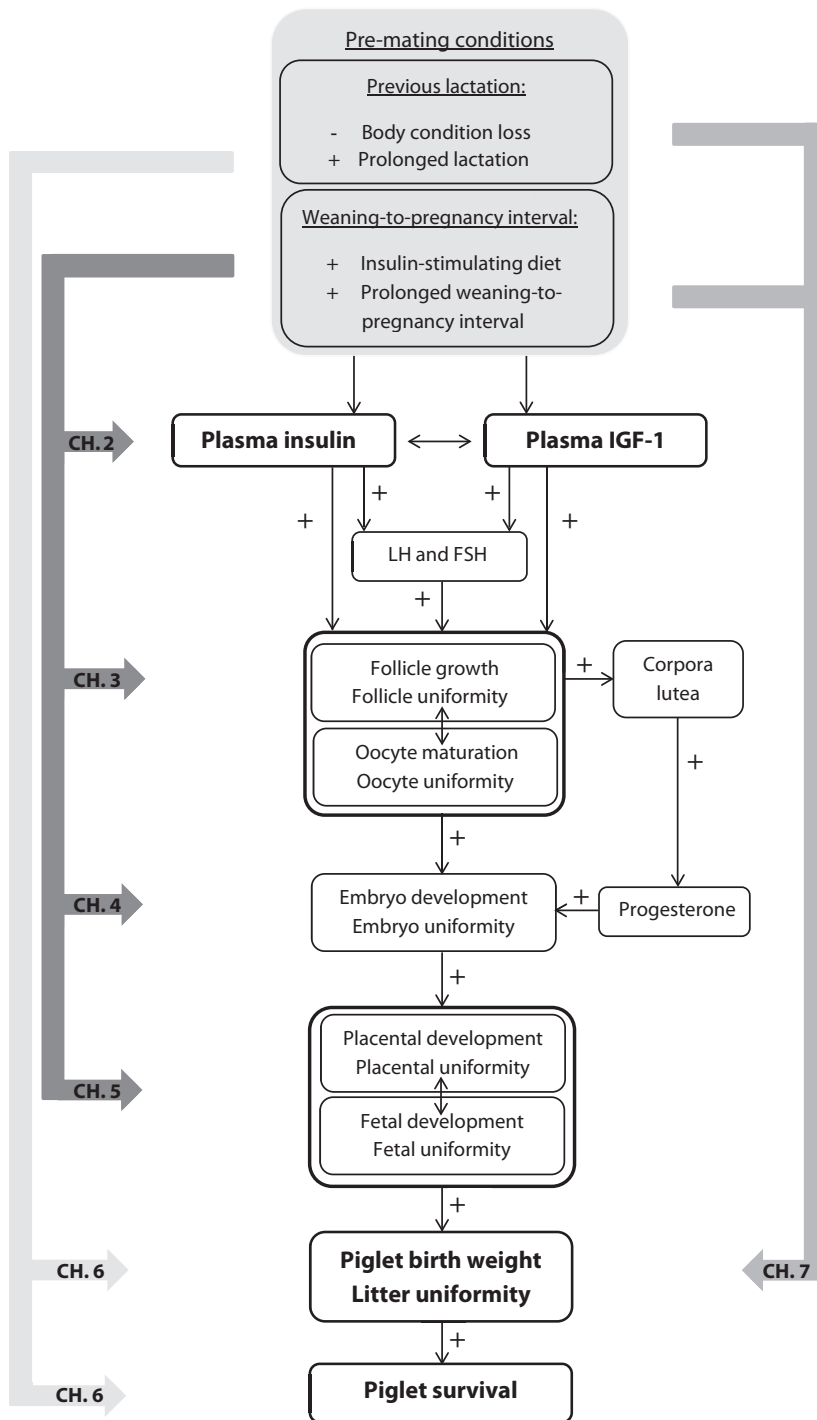 Pre-mating conditions
Previous lactation:
- Body condition loss
+ Prolonged lactation
Weaning-to-pregnancy interval:
+ Insulin-stimulating diet
+ Prolonged weaning-to-
pregnancy interval
CH. 2
Plasma insulin
Plasma IGF-1
+ +
+ +
LH and FSH
+
CH. 3
Follicle growth
Follicle uniformity
Oocyte maturation
Oocyte uniformity
+
Corpora
lutea
+
+
CH. 4
Embryo development
Embryo uniformity
+
Progesterone
+
CH. 5
Placental development
Placental uniformity
Fetal development
Fetal uniformity
+
CH. 6
Piglet birth weight
Litter uniformity
CH. 7
+
CH. 6
Piglet survival